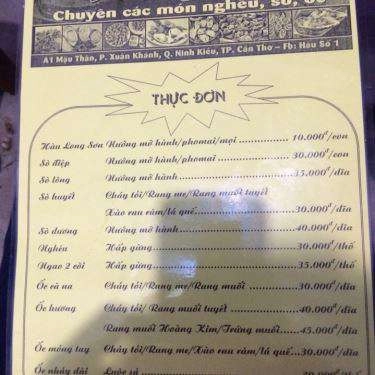 Chuyên các món nghêu, sò, ốc
A1 Mậu Thân, P. Xuân Khánh, Q. Ninh Kiều, TP. Cần Thơ - Fb: Hàu Số 1
THỰC ĐƠN
Hàu Long Sơn Nướng mỡ hành/phomai/mọi .................. 10.000đ/con
Sò điệp Nướng mỡ hành/phomai .................. 30.000đ/con
Sò lông Nướng mỡ hành .................. 35.000đ/dĩa
Sò huyết Cháy tỏi/Rang me/Rang muối tuyết
Xào rau răm/lá quế .................. 30.000đ/dĩa
Sò dương Nướng mỡ hành .................. 40.000đ/dĩa
Nghêu Hấp gừng .................. 30.000đ/thố
Ngao 2 cồi Hấp gừng .................. 35.000đ/thố
Ốc cà na Cháy tỏi/Rang me/Rang muối .................. 30.000đ/dĩa
Ốc hương Cháy tỏi/Rang muối tuyết .................. 40.000đ/dĩa
Rang muối Hoàng Kim/Trứng muối .................. 45.000đ/dĩa
Ốc móng tay Cháy tỏi/Rang me/Xào rau răm/lá quế .................. 30.000đ/dĩa
Ốc nháy dài Luộc sả